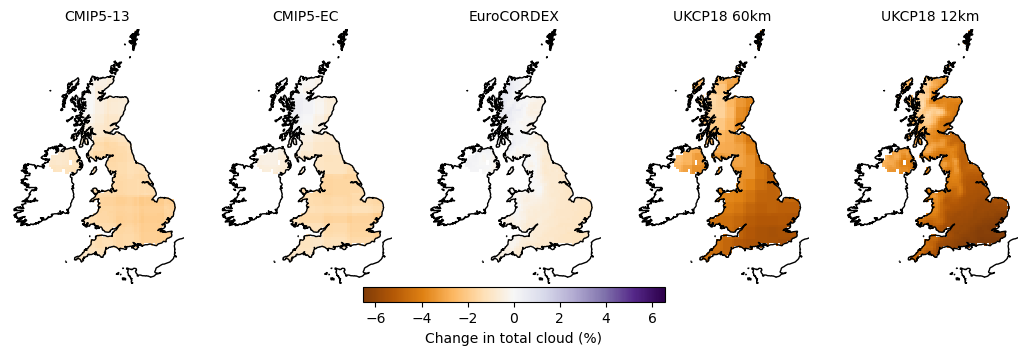 CMIP5-13 CMIP5-EC EuroCORDEX UKCP18 60km UKCP18 12km
−6 −4 −2 0 2 4 6
Change in total cloud (%)